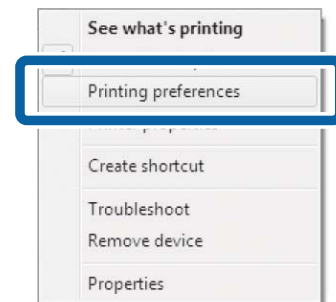 See what's printing
Printing preferences
Create shortcut
Troubleshoot
Remove device
Properties